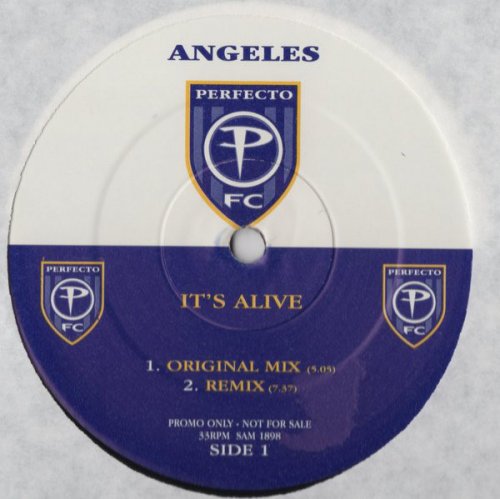 ANGELES
PERFECTO
P
FC
IT'S ALIVE
PERFECTO
P
FC
PERFECTO
P
FC
1. ORIGINAL MIX (5.05)
2. REMIX (7.37)
PROMO ONLY - NOT FOR SALE
33RPM SAM 1898
SIDE 1